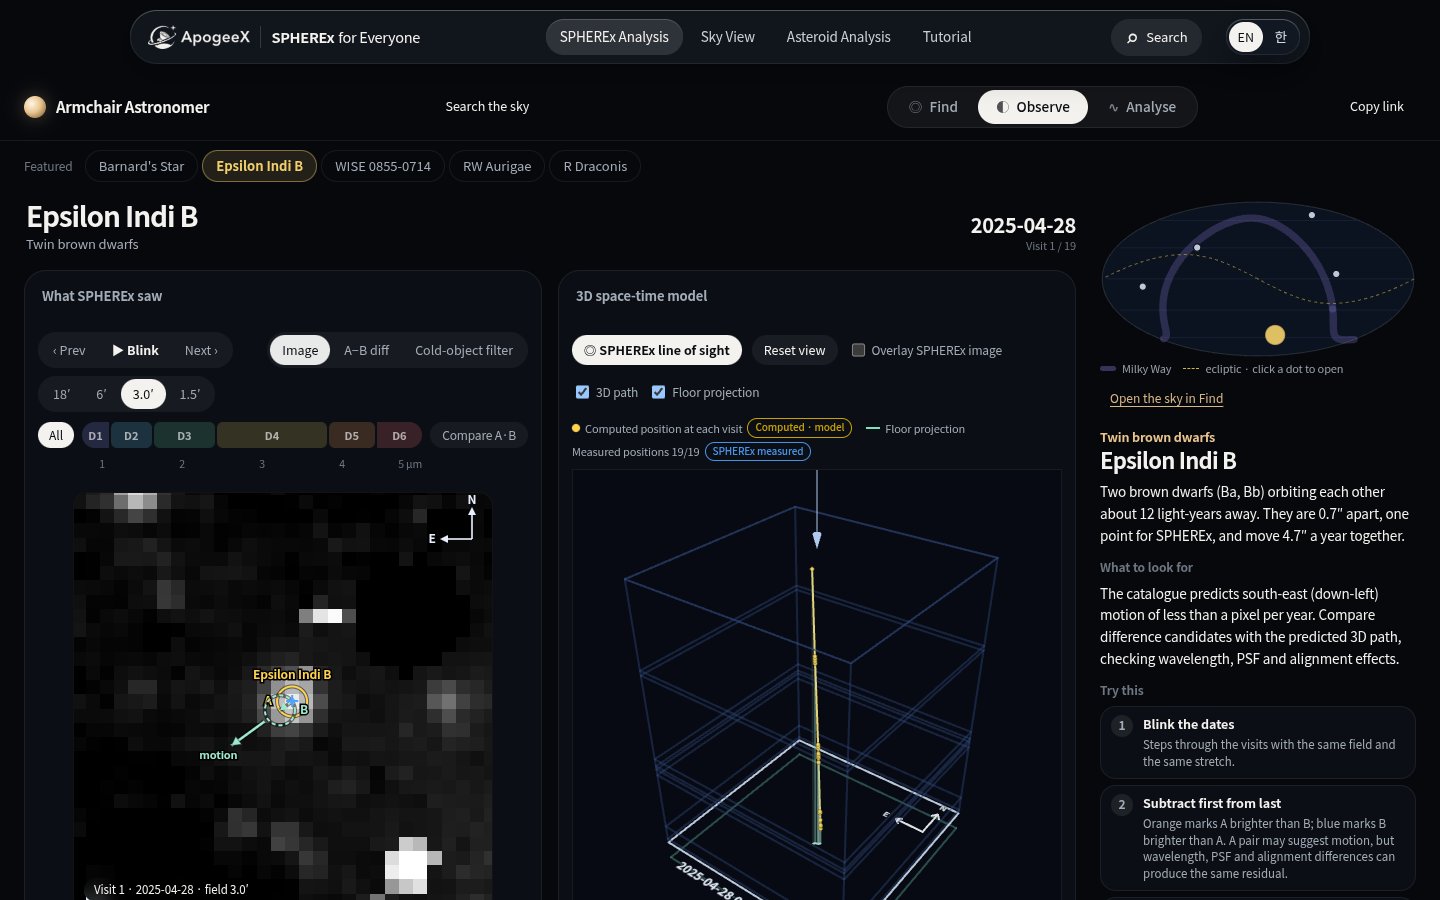 ApogeeX
SPHEREx for Everyone
SPHEREx Analysis
Sky View
Asteroid Analysis
Tutorial
Search
EN
한
Armchair Astronomer
Search the sky
Find
Observe
Analyse
Copy link
Featured
Barnard's Star
Epsilon Indi B
WISE 0855-0714
RW Aurigae
R Draconis
Epsilon Indi B
Twin brown dwarfs
2025-04-28
Visit 1 / 19
What SPHEREx saw
‹ Prev
▶ Blink
Next ›
Image
A−B diff
Cold-object filter
18′
6′
3.0′
1.5′
All
D1
D2
D3
D4
D5
D6
Compare A·B
1
2
3
4
5 µm
N
E
Epsilon Indi B
A
B
motion
Visit 1 · 2025-04-28 · field 3.0′
3D space-time model
SPHEREx line of sight
Reset view
Overlay SPHEREx image
3D path
Floor projection
Computed position at each visit
Computed · model
Floor projection
Measured positions 19/19
SPHEREx measured
E
N
2025-04-28
Milky Way
ecliptic · click a dot to open
Open the sky in Find
Twin brown dwarfs
Epsilon Indi B
Two brown dwarfs (Ba, Bb) orbiting each other
about 12 light-years away. They are 0.7″ apart, one
point for SPHEREx, and move 4.7″ a year together.
What to look for
The catalogue predicts south-east (down-left)
motion of less than a pixel per year. Compare
difference candidates with the predicted 3D path,
checking wavelength, PSF and alignment effects.
Try this
1
Blink the dates
Steps through the visits with the same field and
the same stretch.
2
Subtract first from last
Orange marks A brighter than B; blue marks B
brighter than A. A pair may suggest motion, but
wavelength, PSF and alignment differences can
produce the same residual.